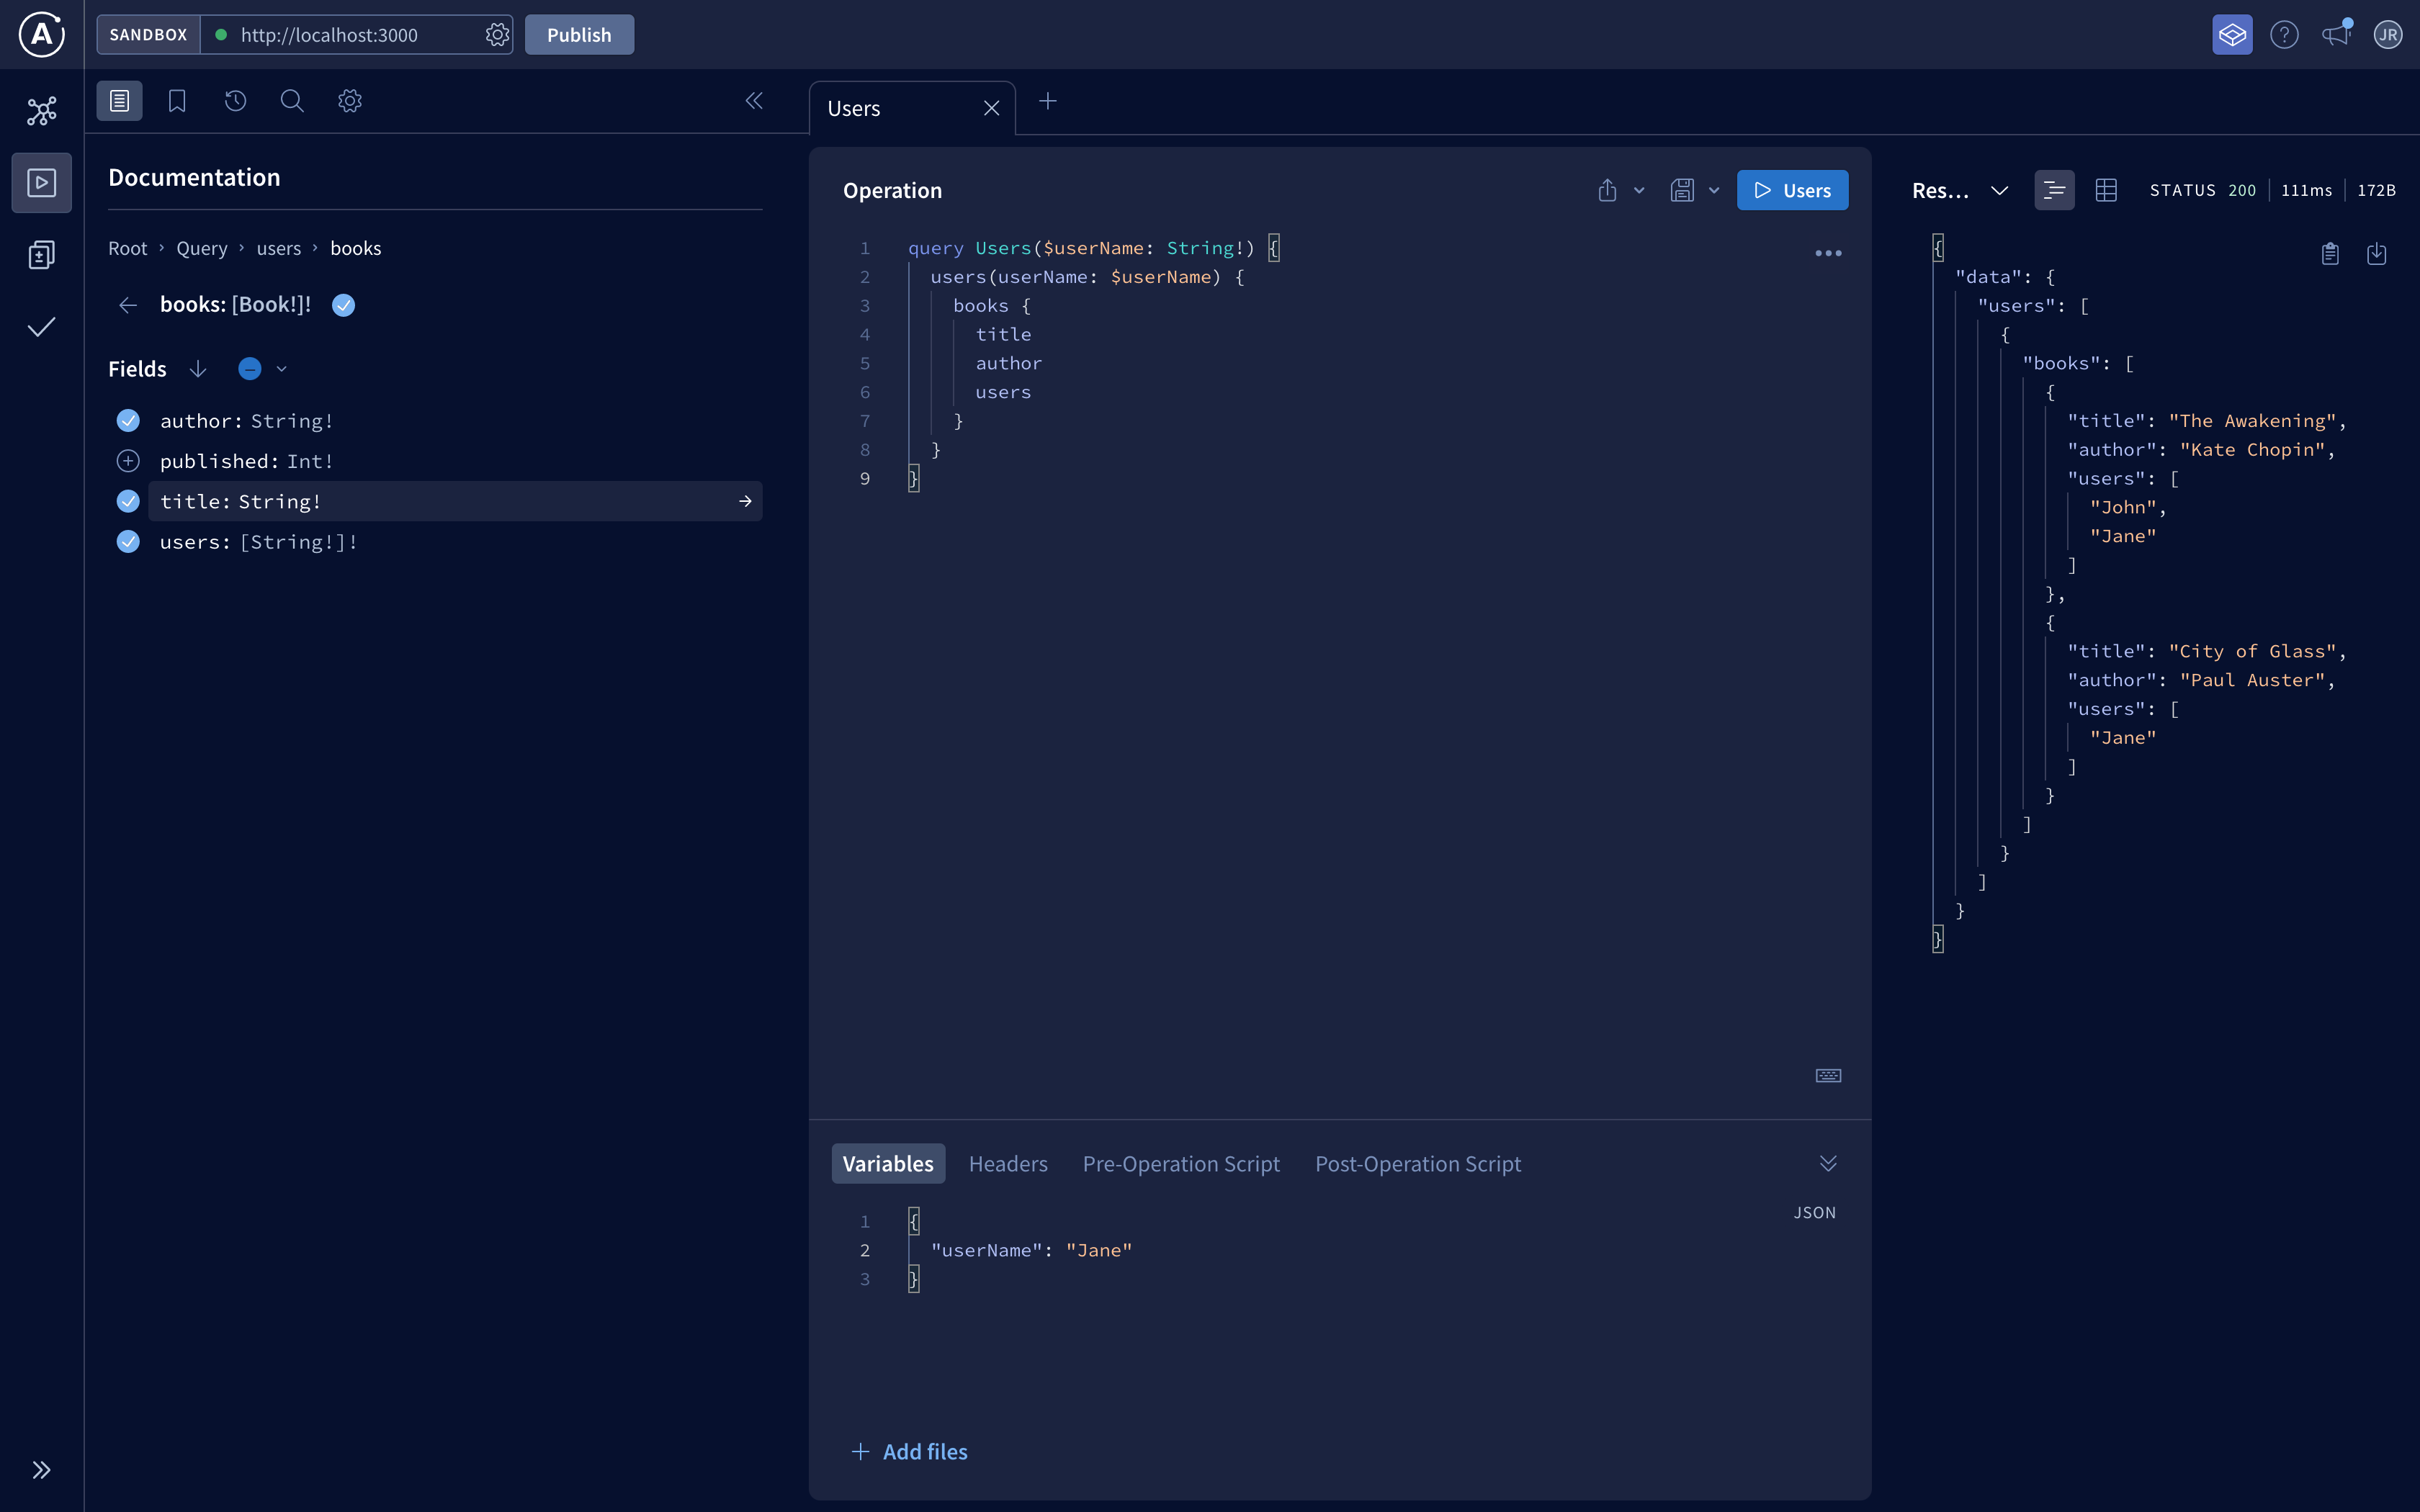 A
SANDBOX http://localhost:3000 Publish JR
Users
Documentation
Root › Query › users › books
books: [Book!]!
Fields
author: String!
published: Int!
title: String!
users: [String!]!
Operation
Users
1 query Users($userName: String!) {
2 users(userName: $userName) {
3 books {
4 title
5 author
6 users
7 }
8 }
9 }
Variables Headers Pre-Operation Script Post-Operation Script
JSON
1 {
2 "userName": "Jane"
3 }
+ Add files
Res... STATUS 200 111ms 172B
{
"data": {
"users": [
{
"books": [
{
"title": "The Awakening",
"author": "Kate Chopin",
"users": [
"John",
"Jane"
]
},
{
"title": "City of Glass",
"author": "Paul Auster",
"users": [
"Jane"
]
}
]
}
]
}
}